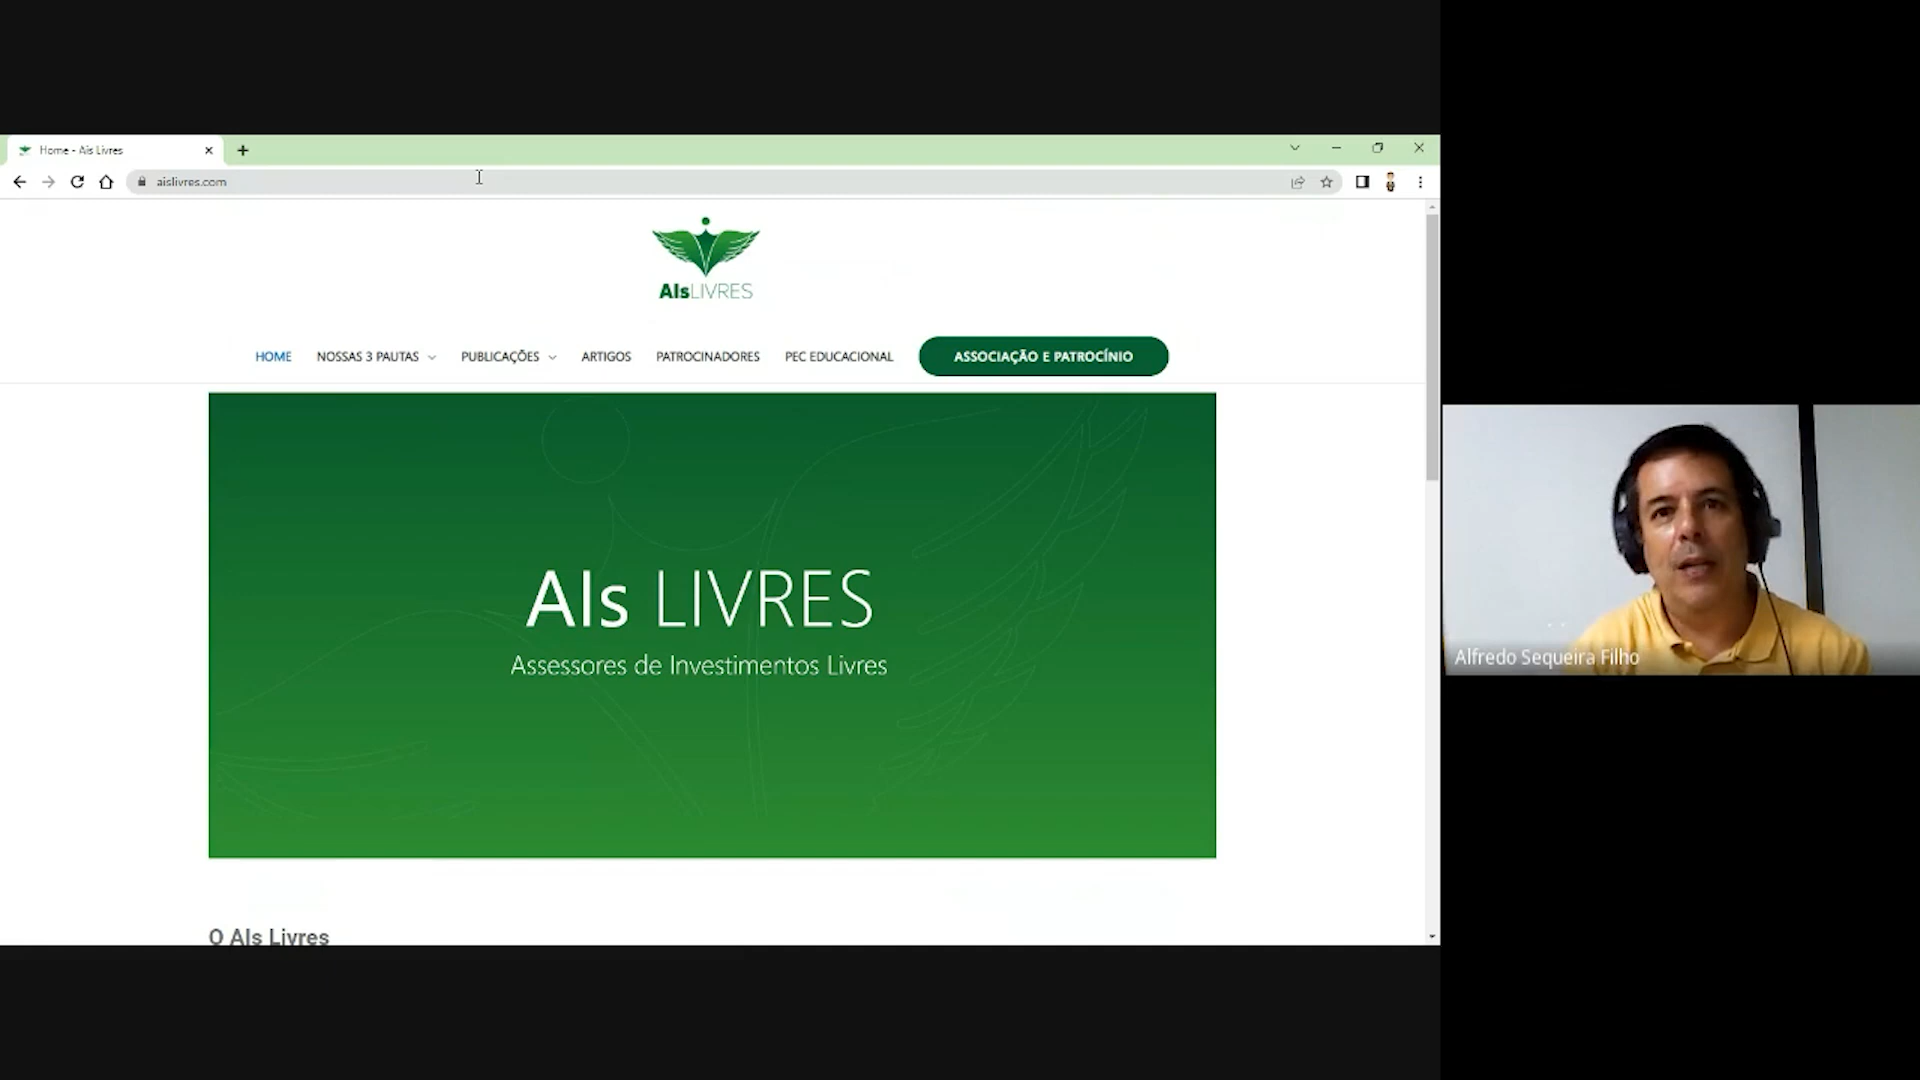 Home - Ais Livres
aislivres.com
AIsLIVRES
HOME NOSSAS 3 PAUTAS PUBLICAÇÕES ARTIGOS PATROCINADORES PEC EDUCACIONAL ASSOCIAÇÃO E PATROCÍNIO
AIs LIVRES
Assessores de Investimentos Livres
Alfredo Sequeira Filho
O AIs Livres